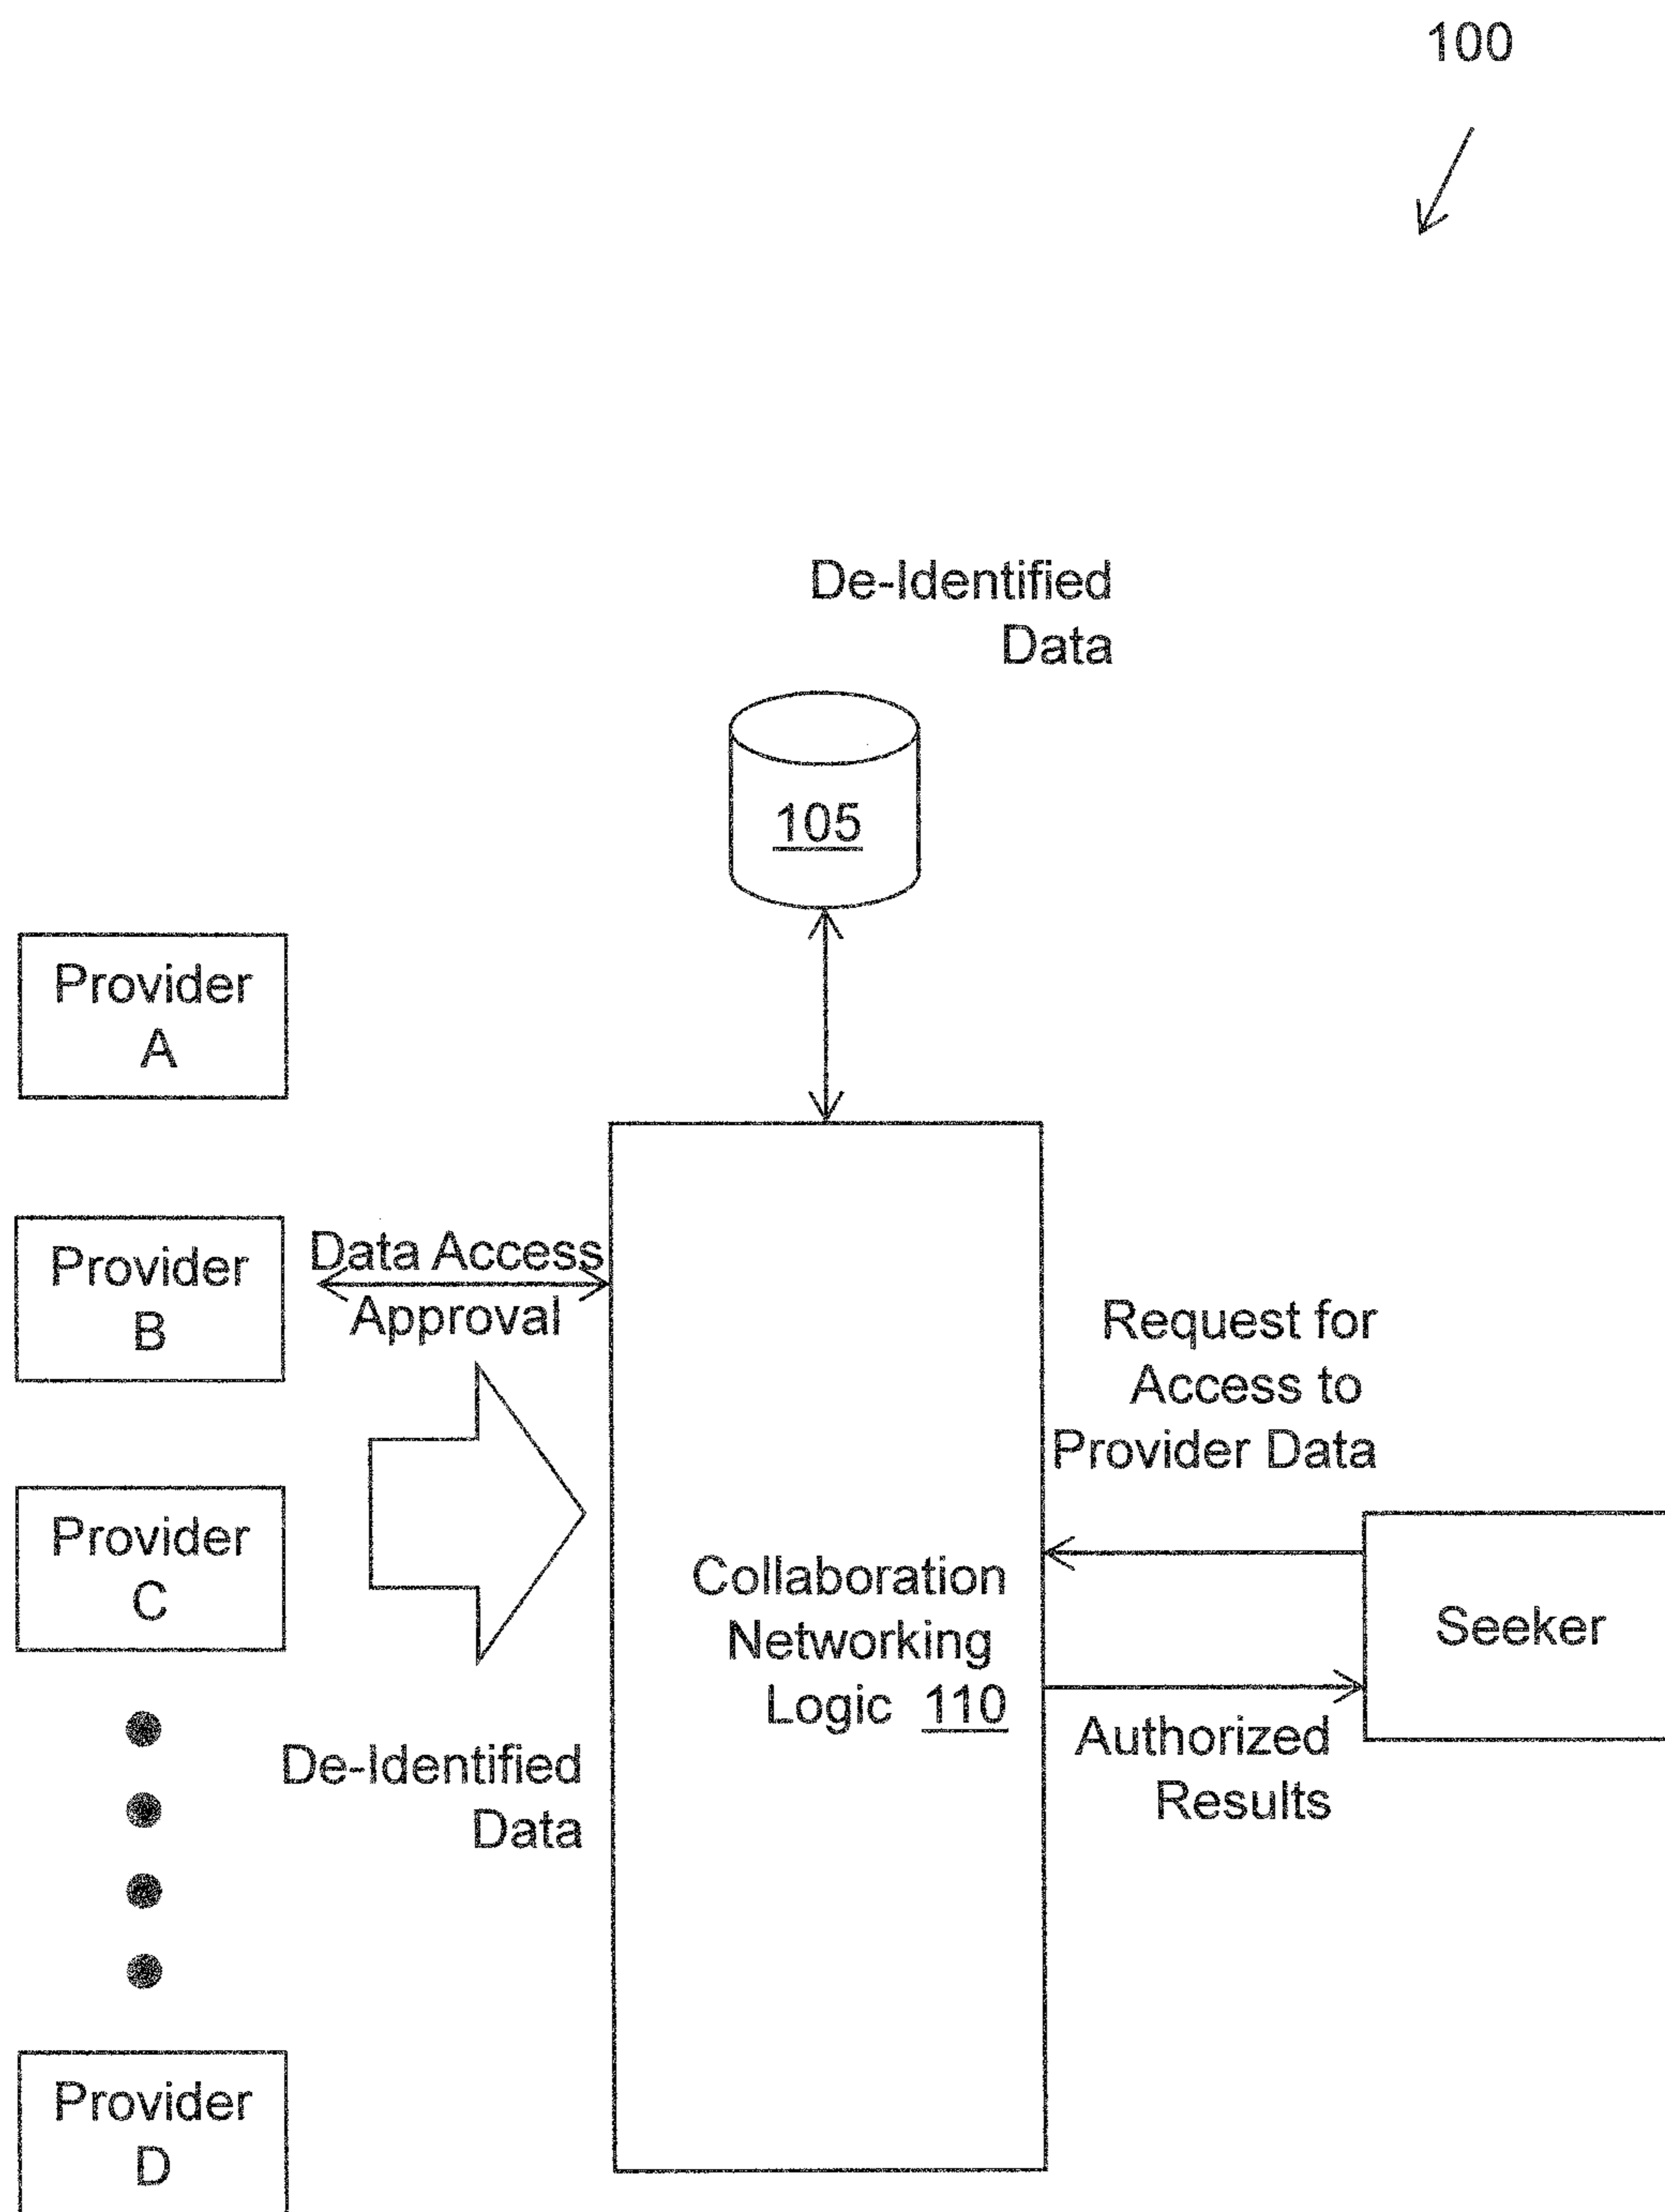 100
De-Identified
Data
105
Provider
A
Provider
B
Data Access
Approval
Request for
Access to
Provider Data
Provider
C
Collaboration
Networking
Logic 110
Seeker
De-Identified
Data
Authorized
Results
Provider
D